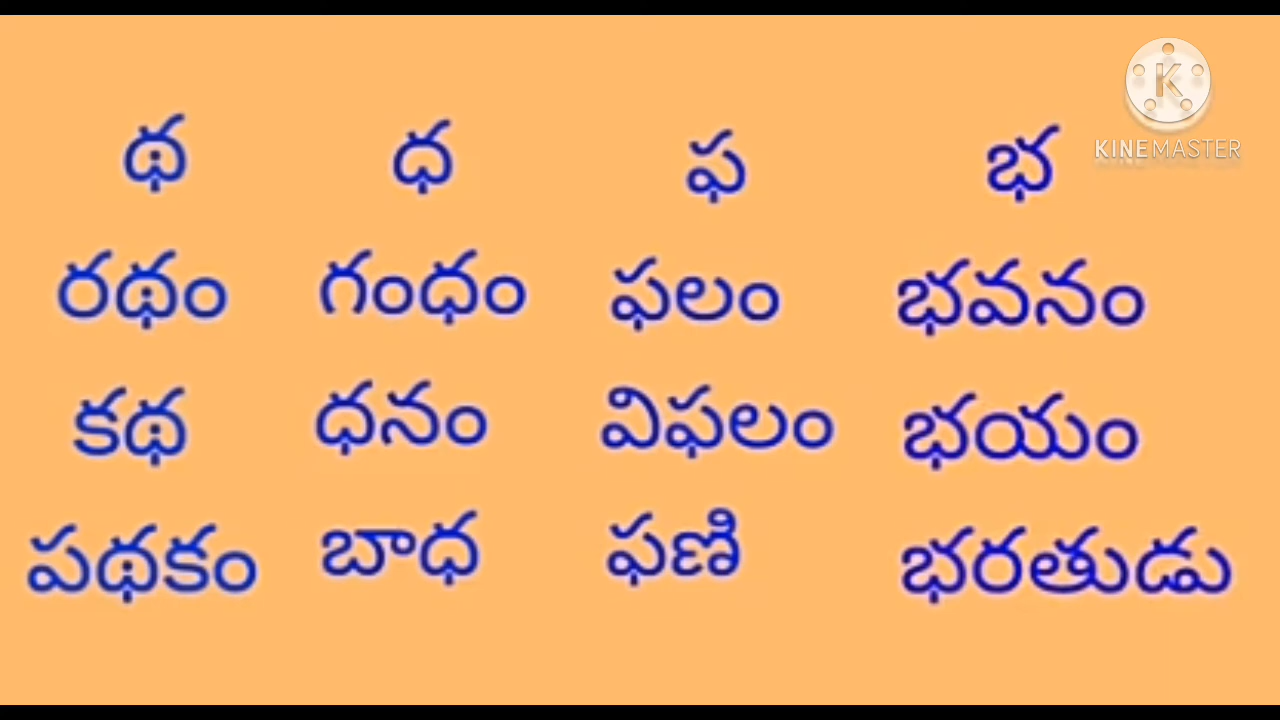 థ ధ ఫ భ
KINEMASTER
రథం గంధం ఫలం భవనం
కథ ధనం విఫలం భయం
పథకం బాధ ఫణి భరతుడు